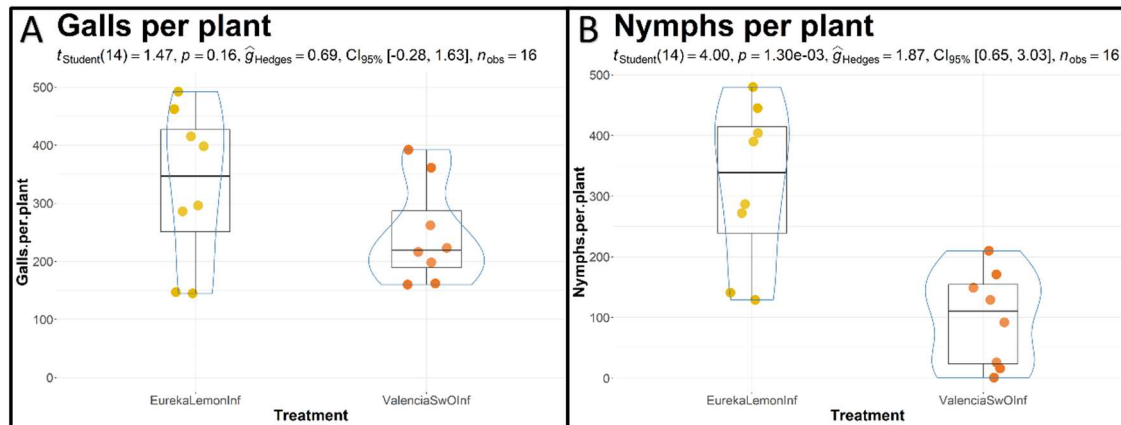 A Galls per plant
t̂Student(14) = 1.47, p = 0.16, ĝHedges = 0.69, CI95% [-0.28, 1.63], nobs = 16
Galls.per.plant
500
400
300
200
100
0
EurekaLemonInf
ValenciaSwOInf
Treatment
B Nymphs per plant
tStudent(14) = 4.00, p = 1.30e−03, ĝHedges = 1.87, CI95% [0.65, 3.03], nobs = 16
Nymphs.per.plant
500
400
300
200
100
0
EurekaLemonInf
ValenciaSwOInf
Treatment